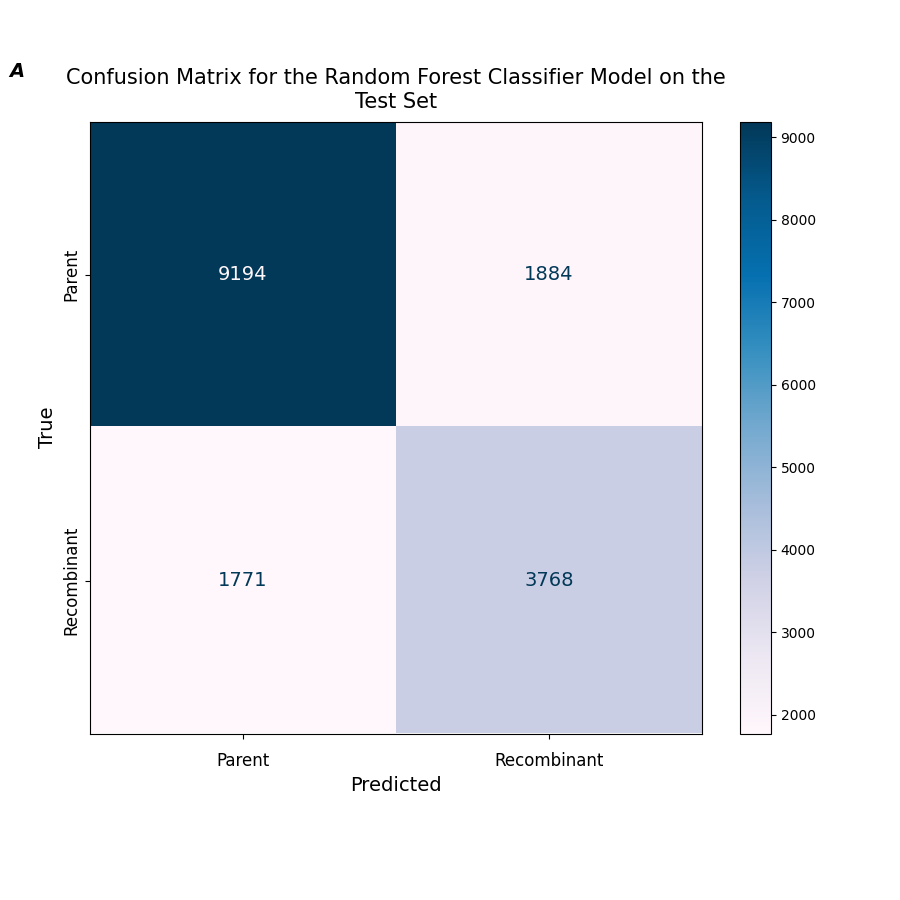 A
Confusion Matrix for the Random Forest Classifier Model on the
Test Set
9000
8000
7000
6000
5000
4000
3000
2000
True
Parent
Recombinant
9194
1884
1771
3768
Parent
Recombinant
Predicted